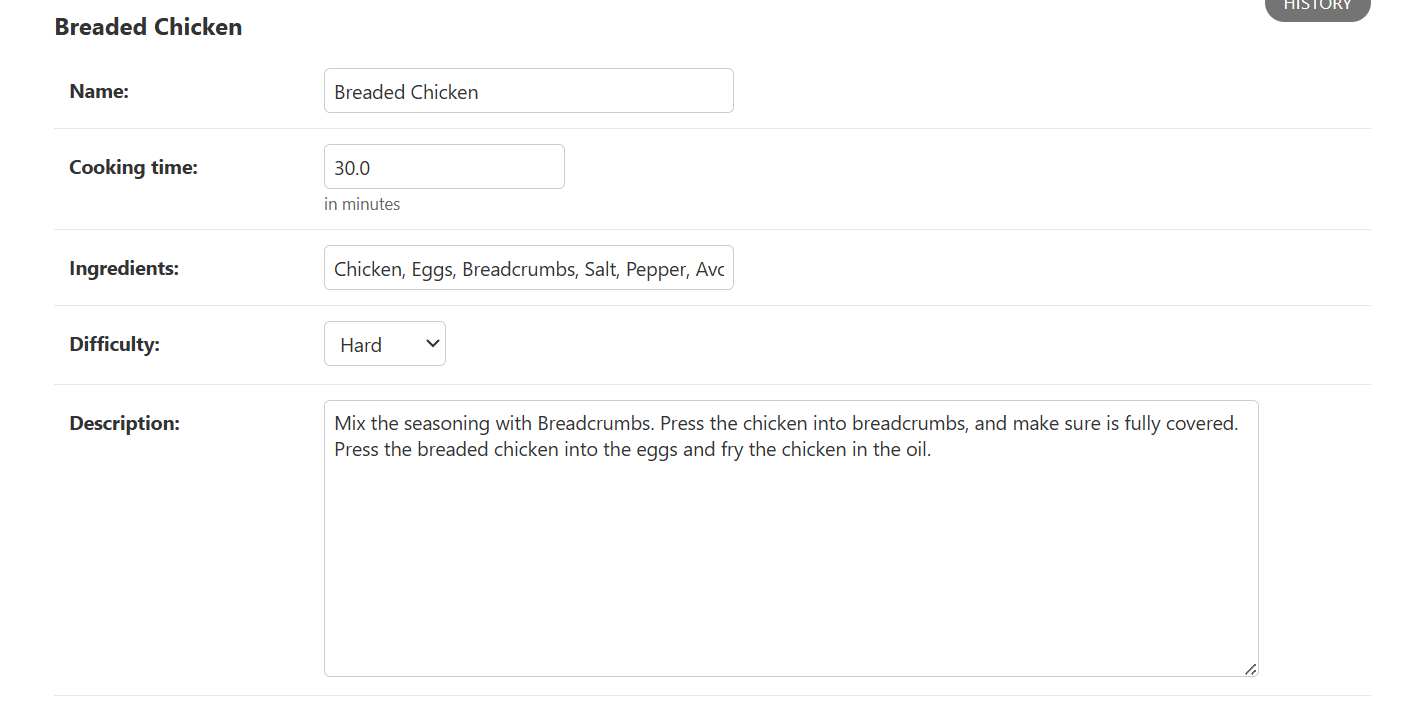 HISTORY
Breaded Chicken
Name:
Breaded Chicken
Cooking time:
30.0
in minutes
Ingredients:
Chicken, Eggs, Breadcrumbs, Salt, Pepper, Avc
Difficulty:
Hard
Description:
Mix the seasoning with Breadcrumbs. Press the chicken into breadcrumbs, and make sure is fully covered.
Press the breaded chicken into the eggs and fry the chicken in the oil.